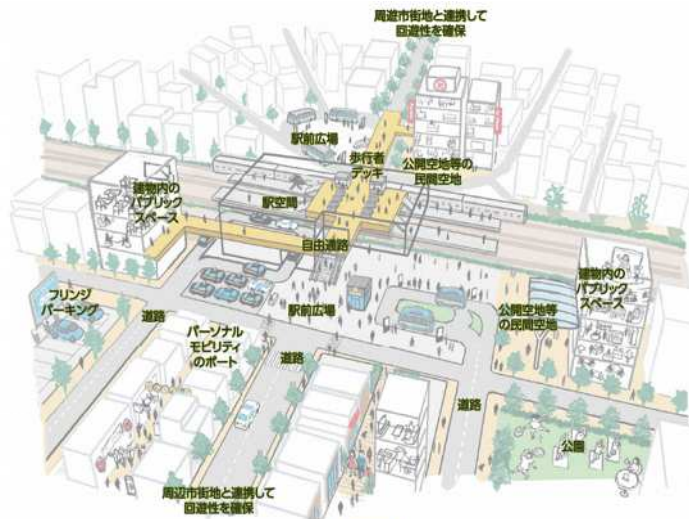 周遊市街地と連携して
回遊性を確保
駅前広場
歩行者
デッキ
公開空地等の
民間空地
建物内の
パブリック
スペース
駅空間
自由通路
建物内の
パブリック
スペース
フリンジ
パーキング
駅前広場
公開空地等
の民間空地
道路
パーソナル
モビリティ
のポート
道路
道路
公園
周辺市街地と連携して
回遊性を確保